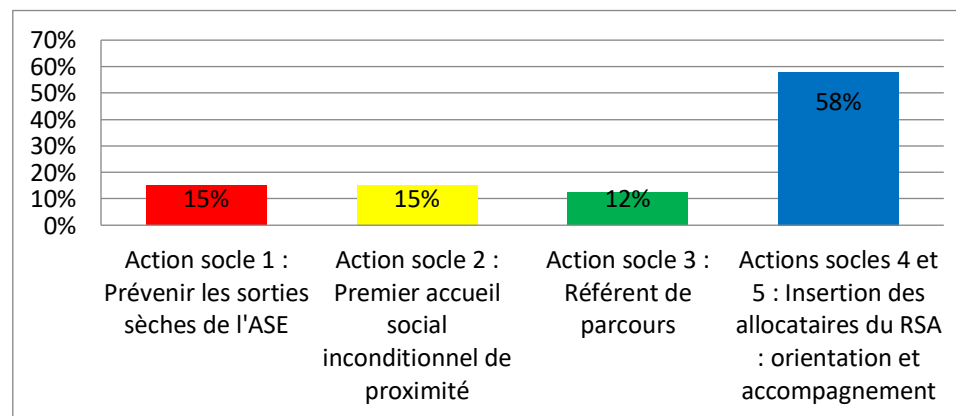 70%
60%
50%
40%
30%
20%
10%
0%
15%
15%
12%
58%
Action socle 1 :
Prévenir les sorties
sèches de l'ASE
Action socle 2 :
Premier accueil
social
inconditionnel de
proximité
Action socle 3 :
Référent de
parcours
Actions socles 4 et
5 : Insertion des
allocataires du RSA
: orientation et
accompagnement